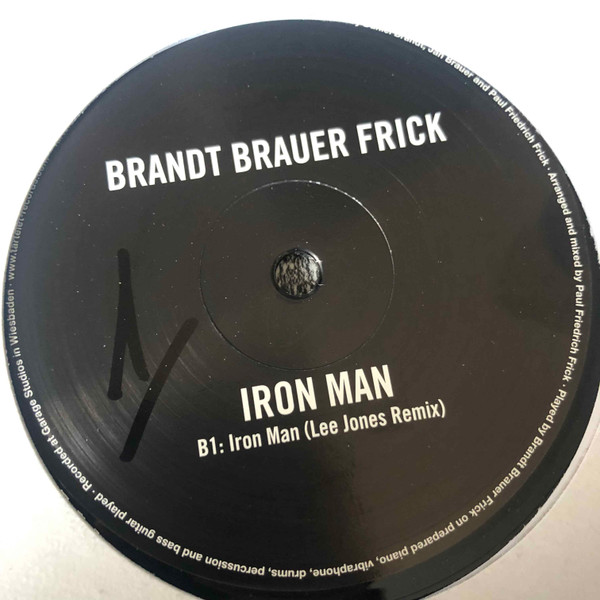 BRANDT BRAUER FRICK
IRON MAN
B1: Iron Man (Lee Jones Remix)
Brandt, Jan Brauer and Paul Friedrich Frick · Arranged and mixed by Paul Friedrich Frick · Played by Brandt Brauer Frick on prepared piano, vibraphone, drums, percussion and bass guitar played · Recorded at Garage Studios in Wiesbaden ·